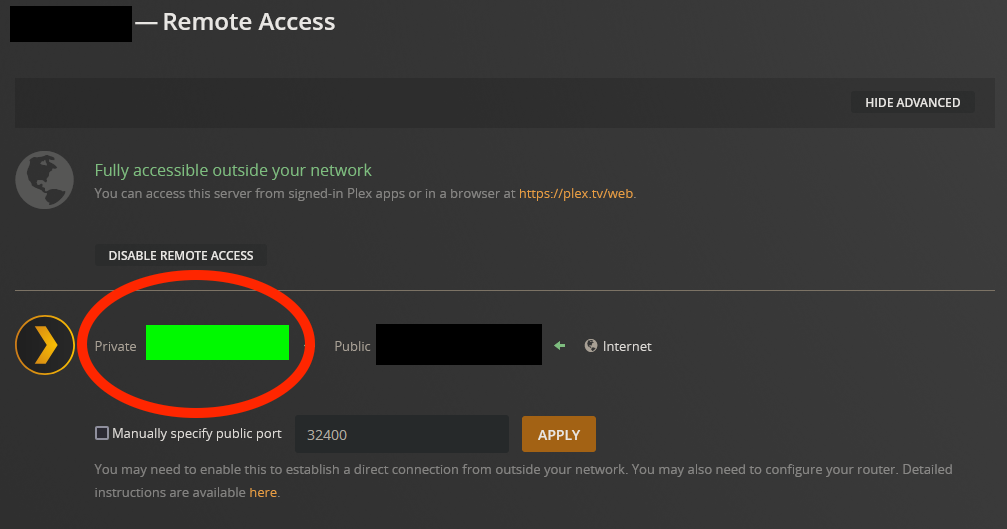 — Remote Access
HIDE ADVANCED
Fully accessible outside your network
You can access this server from signed-in Plex apps or in a browser at https://plex.tv/web.
DISABLE REMOTE ACCESS
Private Public Internet
Manually specify public port 32400 APPLY
You may need to enable this to establish a direct connection from outside your network. You may also need to configure your router. Detailed
instructions are available here.